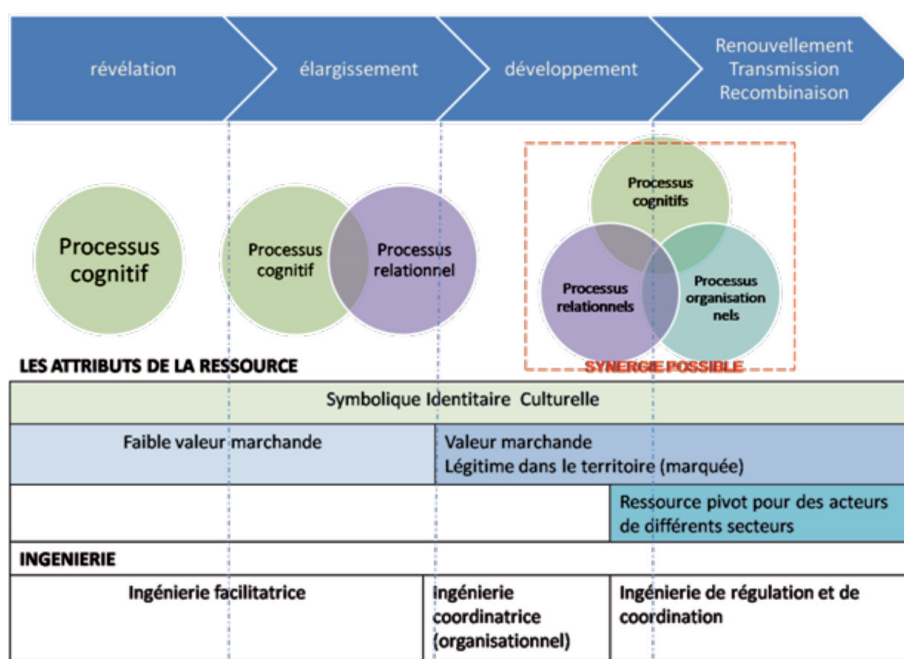 révélation
élargissement
développement
Renouvellement
Transmission
Recombinaison
Processus
cognitif
Processus
cognitif
Processus
relationnel
Processus
cognitifs
Processus
relationnels
Processus
organisation
nels
LES ATTRIBUTS DE LA RESSOURCE
SYNERGIE POSSIBLE
Symbolique Identitaire Culturelle
Faible valeur marchande
Valeur marchande
Légitime dans le territoire (marquée)
Ressource pivot pour des acteurs
de différents secteurs
INGENIERIE
Ingénierie facilitatrice
Ingénierie
coordinatrice
(organisationnel)
Ingénierie de régulation et de
coordination